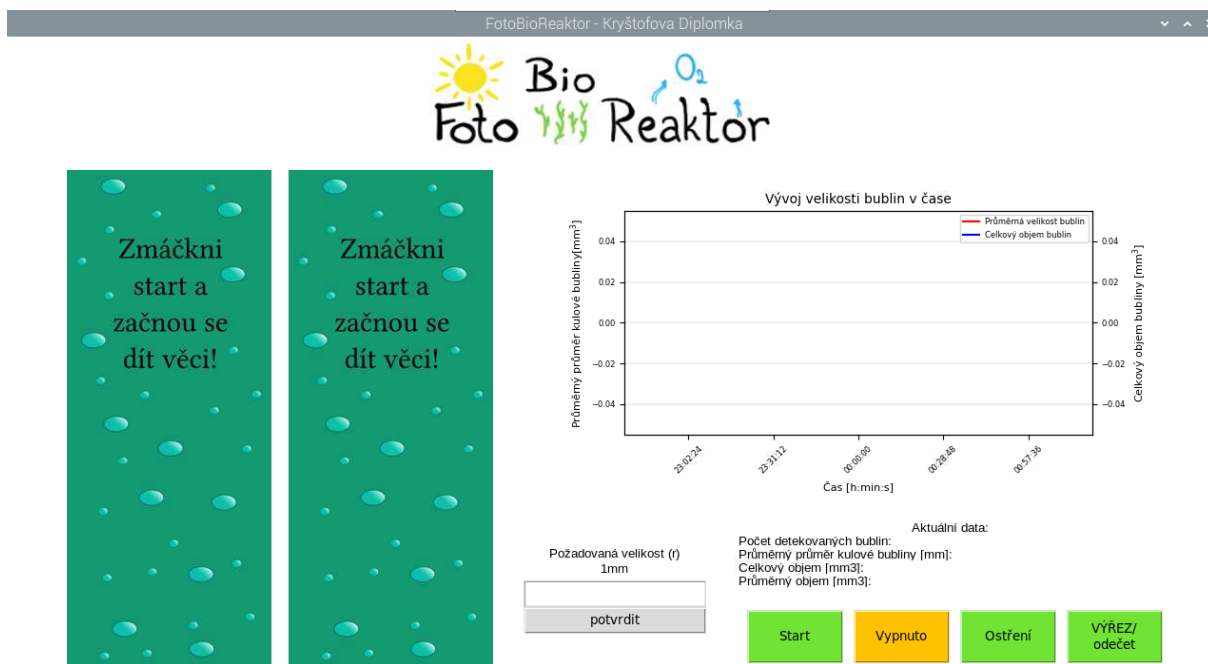 FotoBioReaktor - Kryštofova Diplomka
Bio O2
Foto Reaktor
Zmáčkni
start a
začnou se
dít věci!
Zmáčkni
start a
začnou se
dít věci!
Vývoj velikosti bublin v čase
Průměrná velikost bublin
Celkový objem bublin
Průměrný průměr kulové bubliny[mm³]
0.04
0.02
0.00
−0.02
−0.04
0.04
0.02
0.00
−0.02
−0.04
Celkový objem bubliny [mm³]
23:02:24
23:31:12
00:00:00
00:28:48
00:57:36
Čas [h:min:s]
Požadovaná velikost (r)
1mm
potvrdit
Aktuální data:
Počet detekovaných bublin:
Průměrný průměr kulové bubliny [mm]:
Celkový objem [mm3]:
Průměrný objem [mm3]:
Start
Vypnuto
Ostření
VÝŘEZ/
odečet